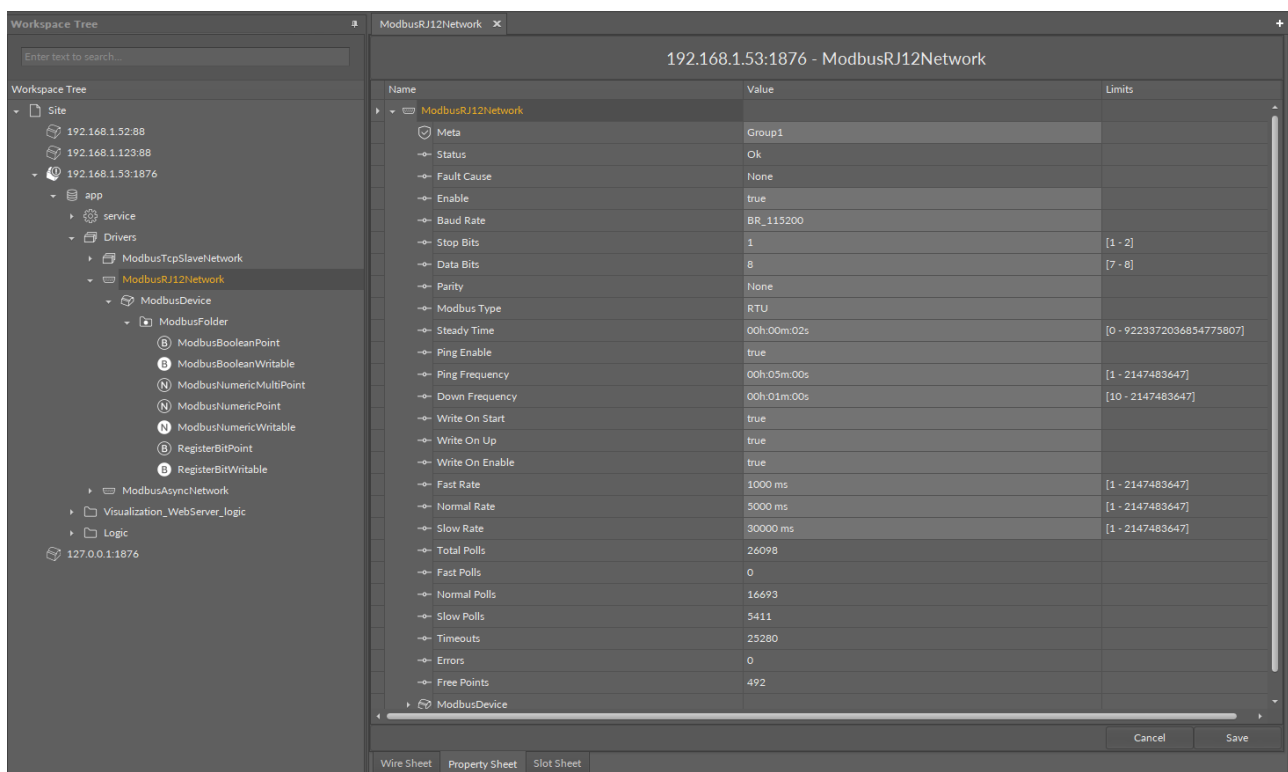 Workspace Tree
Enter text to search...
Workspace Tree
Site
192.168.1.52:88
192.168.1.123:88
192.168.1.53:1876
app
service
Drivers
ModbusTcpSlaveNetwork
ModbusRJ12Network
ModbusDevice
ModbusFolder
B ModbusBooleanPoint
B ModbusBooleanWritable
N ModbusNumericMultiPoint
N ModbusNumericPoint
N ModbusNumericWritable
B RegisterBitPoint
B RegisterBitWritable
ModbusAsyncNetwork
Visualization_WebServer_logic
Logic
127.0.0.1:1876
ModbusRJ12Network
192.168.1.53:1876 - ModbusRJ12Network
Name Value Limits
ModbusRJ12Network
Meta Group1
Status Ok
Fault Cause None
Enable true
Baud Rate BR_115200
Stop Bits 1 [1 - 2]
Data Bits 8 [7 - 8]
Parity None
Modbus Type RTU
Steady Time 00h:00m:02s [0 - 9223372036854775807]
Ping Enable true
Ping Frequency 00h:05m:00s [1 - 2147483647]
Down Frequency 00h:01m:00s [10 - 2147483647]
Write On Start true
Write On Up true
Write On Enable true
Fast Rate 1000 ms [1 - 2147483647]
Normal Rate 5000 ms [1 - 2147483647]
Slow Rate 30000 ms [1 - 2147483647]
Total Polls 26098
Fast Polls 0
Normal Polls 16693
Slow Polls 5411
Timeouts 25280
Errors 0
Free Points 492
ModbusDevice
Cancel Save
Wire Sheet Property Sheet Slot Sheet